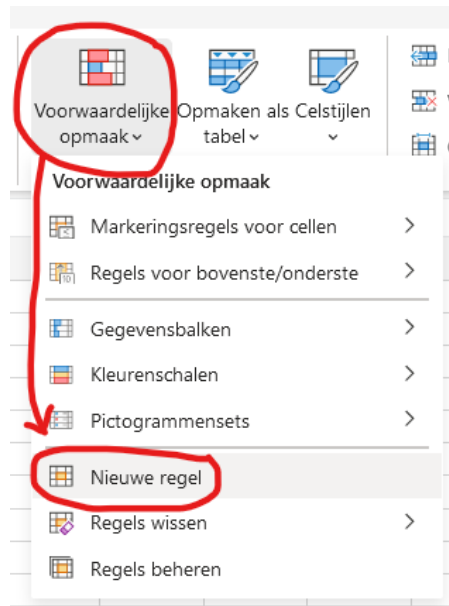 Voorwaardelijke Opmaken als Celstijlen
opmaak tabel
Voorwaardelijke opmaak
Markeringsregels voor cellen
Regels voor bovenste/onderste
Gegevensbalken
Kleurenschalen
Pictogrammensets
Nieuwe regel
Regels wissen
Regels beheren